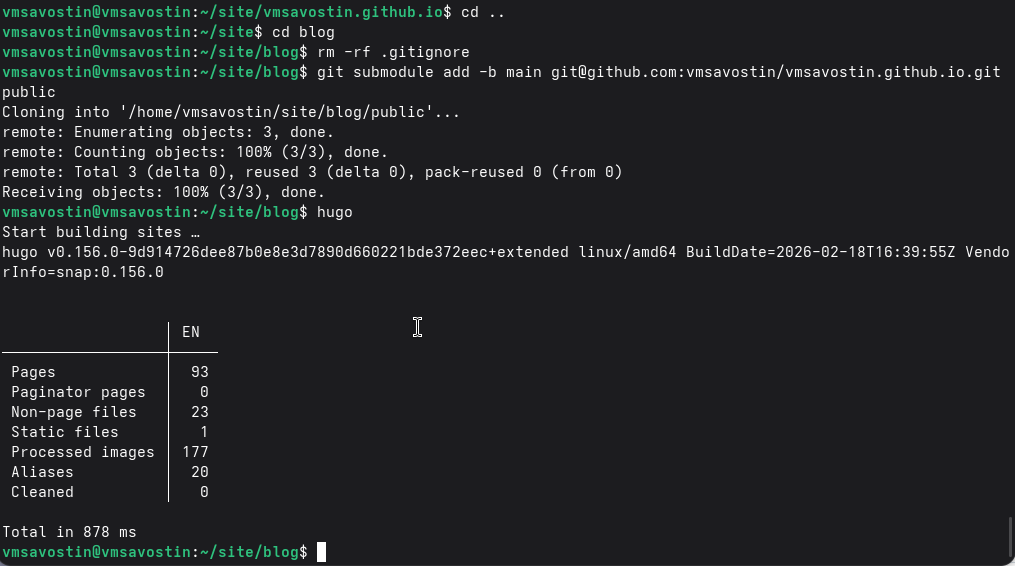 vmsavostin@vmsavostin:~/site/vmsavostin.github.io$ cd ..
vmsavostin@vmsavostin:~/site$ cd blog
vmsavostin@vmsavostin:~/site/blog$ rm -rf .gitignore
vmsavostin@vmsavostin:~/site/blog$ git submodule add -b main git@github.com:vmsavostin/vmsavostin.github.io.git
public
Cloning into '/home/vmsavostin/site/blog/public'...
remote: Enumerating objects: 3, done.
remote: Counting objects: 100% (3/3), done.
remote: Total 3 (delta 0), reused 3 (delta 0), pack-reused 0 (from 0)
Receiving objects: 100% (3/3), done.
vmsavostin@vmsavostin:~/site/blog$ hugo
Start building sites …
hugo v0.156.0-9d914726dee87b0e8e3d7890d660221bde372eec+extended linux/amd64 BuildDate=2026-02-18T16:39:55Z Vendo
rInfo=snap:0.156.0
EN
Pages 93
Paginator pages 0
Non-page files 23
Static files 1
Processed images 177
Aliases 20
Cleaned 0
Total in 878 ms
vmsavostin@vmsavostin:~/site/blog$